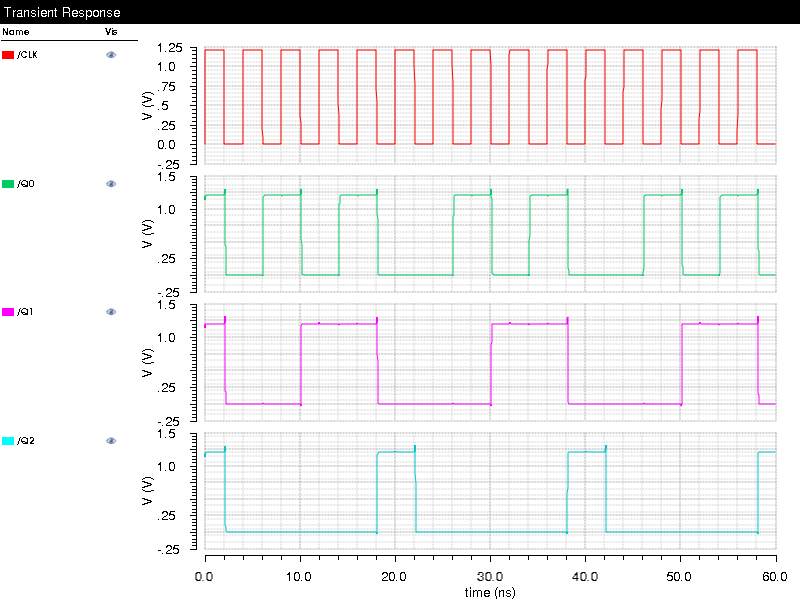 Transient Response
Name Vis
/CLK
V (V)
1.25
1.0
.75
.5
.25
0.0
-.25
/Q0
V (V)
1.5
1.0
.25
-.25
/Q1
V (V)
1.5
1.0
.25
-.25
/Q2
V (V)
1.5
1.0
.25
-.25
0.0 10.0 20.0 30.0 40.0 50.0 60.0
time (ns)